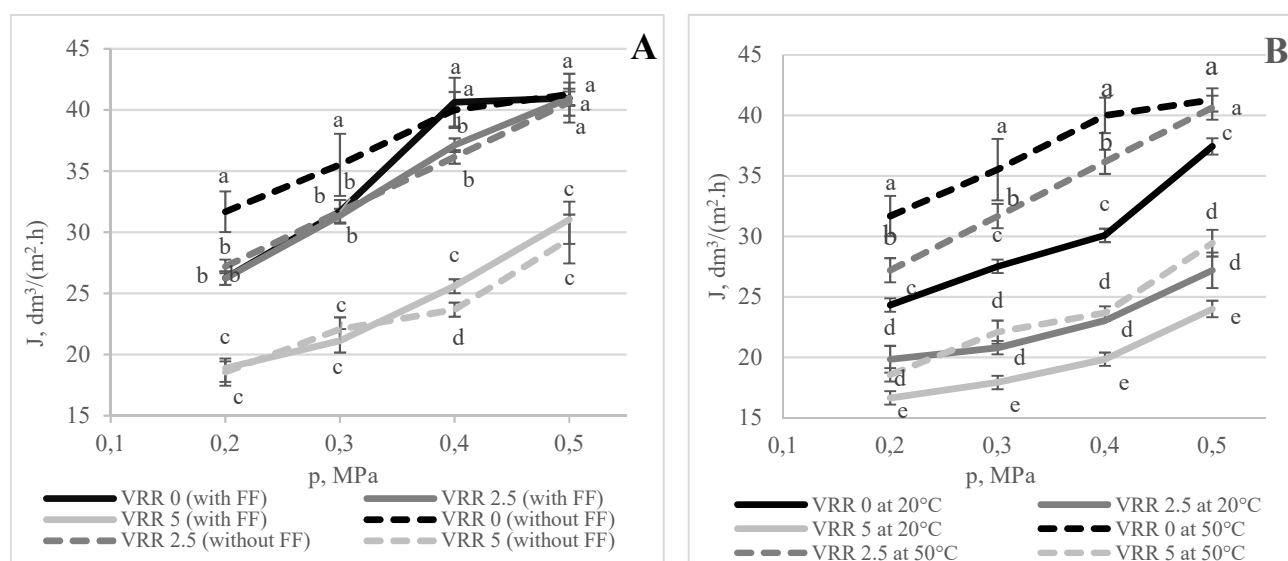 A
45
40
35
30
25
20
15
J, dm³/(m².h)
a
a
a
a
a
a
a
a
b
b
b
b
b
b
b
b
c
c
c
c
c
c
d
c
0,1
0,2
0,3
0,4
0,5
p, MPa
VRR 0 (with FF)
VRR 2.5 (with FF)
VRR 5 (with FF)
VRR 0 (without FF)
VRR 2.5 (without FF)
VRR 5 (without FF)
B
45
40
35
30
25
20
15
J, dm³/(m².h)
a
a
a
a
a
b
b
b
c
c
c
c
d
d
d
d
d
d
d
d
e
e
e
e
0,1
0,2
0,3
0,4
0,5
p, MPa
VRR 0 at 20°C
VRR 2.5 at 20°C
VRR 5 at 20°C
VRR 0 at 50°C
VRR 2.5 at 50°C
VRR 5 at 50°C